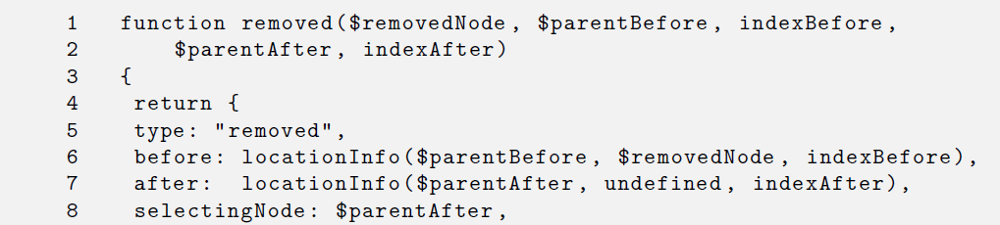 1 function removed($removedNode, $parentBefore, indexBefore,
2 $parentAfter, indexAfter)
3 {
4 return {
5 type: "removed",
6 before: locationInfo($parentBefore, $removedNode, indexBefore),
7 after: locationInfo($parentAfter, undefined, indexAfter),
8 selectingNode: $parentAfter,